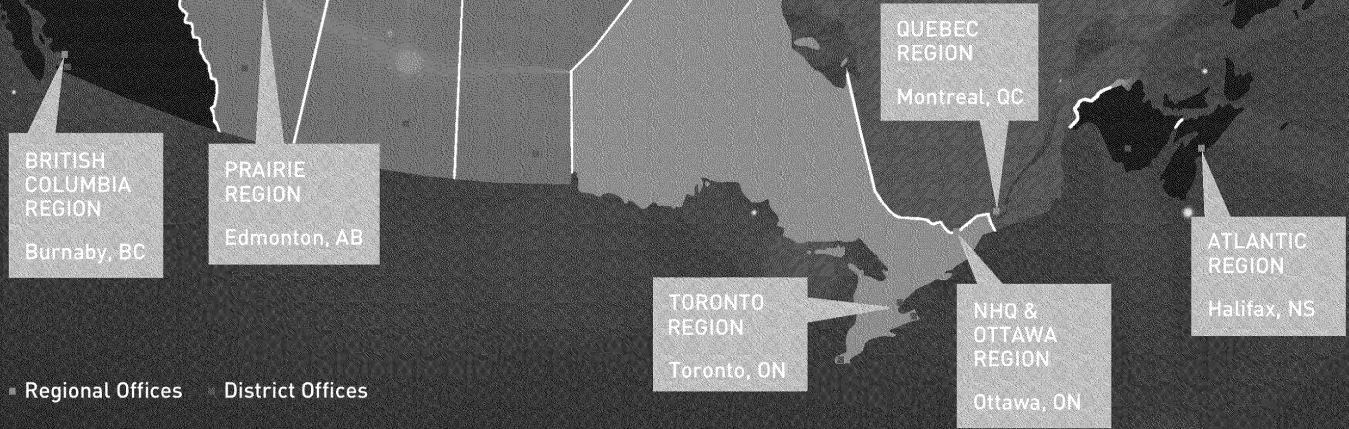 QUEBEC
REGION
Montreal, QC
BRITISH
COLUMBIA
REGION
Burnaby, BC
PRAIRIE
REGION
Edmonton, AB
ATLANTIC
REGION
Halifax, NS
TORONTO
REGION
Toronto, ON
NHQ &
OTTAWA
REGION
Ottawa, ON
Regional Offices
District Offices